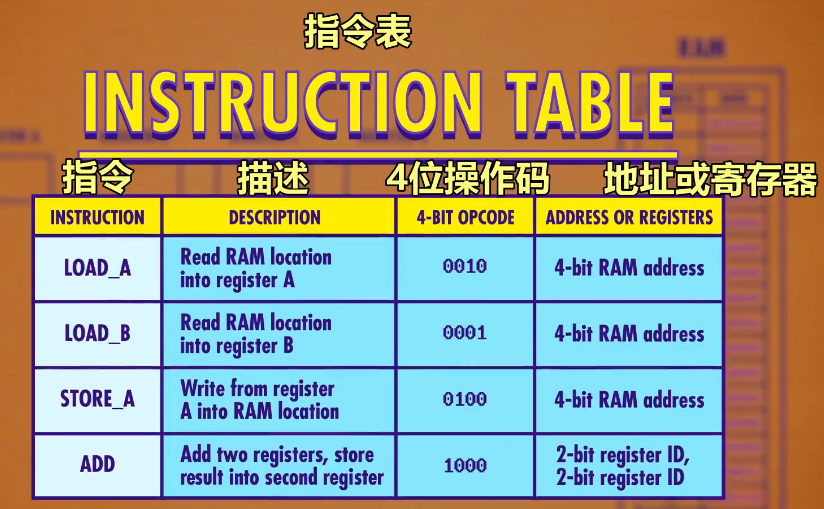 指令表
RAM
INSTRUCTION TABLE
指令 描述 4位操作码 地址或寄存器
INSTRUCTION DESCRIPTION 4-BIT OPCODE ADDRESS OR REGISTERS
LOAD_A Read RAM location into register A 0010 4-bit RAM address
LOAD_B Read RAM location into register B 0001 4-bit RAM address
STORE_A Write from register A into RAM location 0100 4-bit RAM address
ADD Add two registers, store result into second register 1000 2-bit register ID, 2-bit register ID